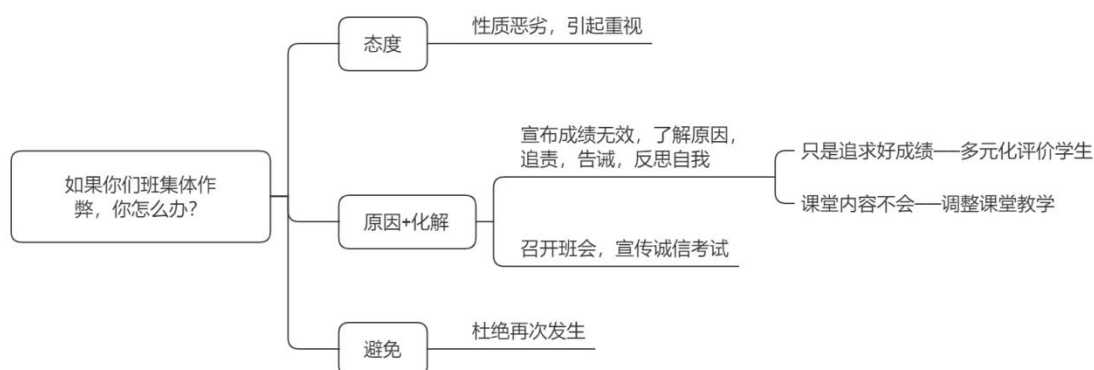 如果你们班集体作
弊，你怎么办？
态度
性质恶劣，引起重视
原因+化解
宣布成绩无效，了解原因，
追责，告诫，反思自我
只是追求好成绩——多元化评价学生
课堂内容不会——调整课堂教学
召开班会，宣传诚信考试
避免
杜绝再次发生